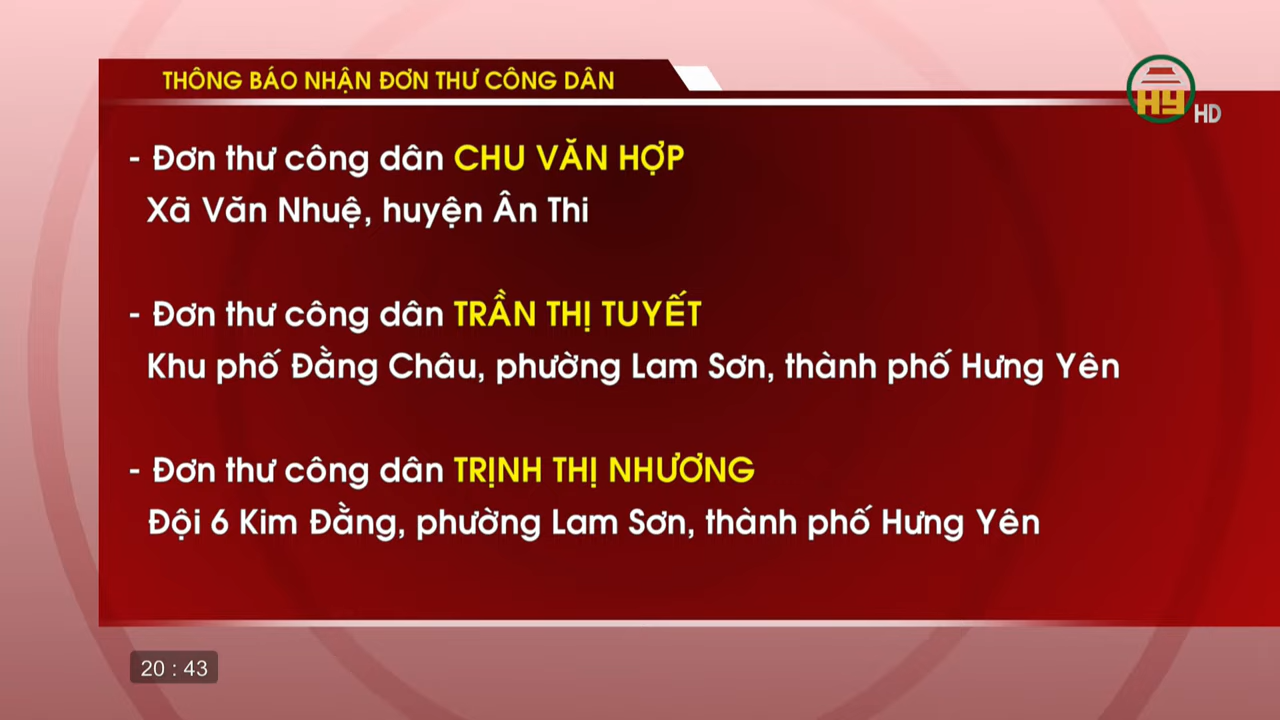 THÔNG BÁO NHẬN ĐƠN THƯ CÔNG DÂN
HY HD
- Đơn thư công dân CHU VĂN HỢP
Xã Văn Nhuệ, huyện Ân Thi
- Đơn thư công dân TRẦN THỊ TUYẾT
Khu phố Đằng Châu, phường Lam Sơn, thành phố Hưng Yên
- Đơn thư công dân TRỊNH THỊ NHƯƠNG
Đội 6 Kim Đằng, phường Lam Sơn, thành phố Hưng Yên
20 : 43